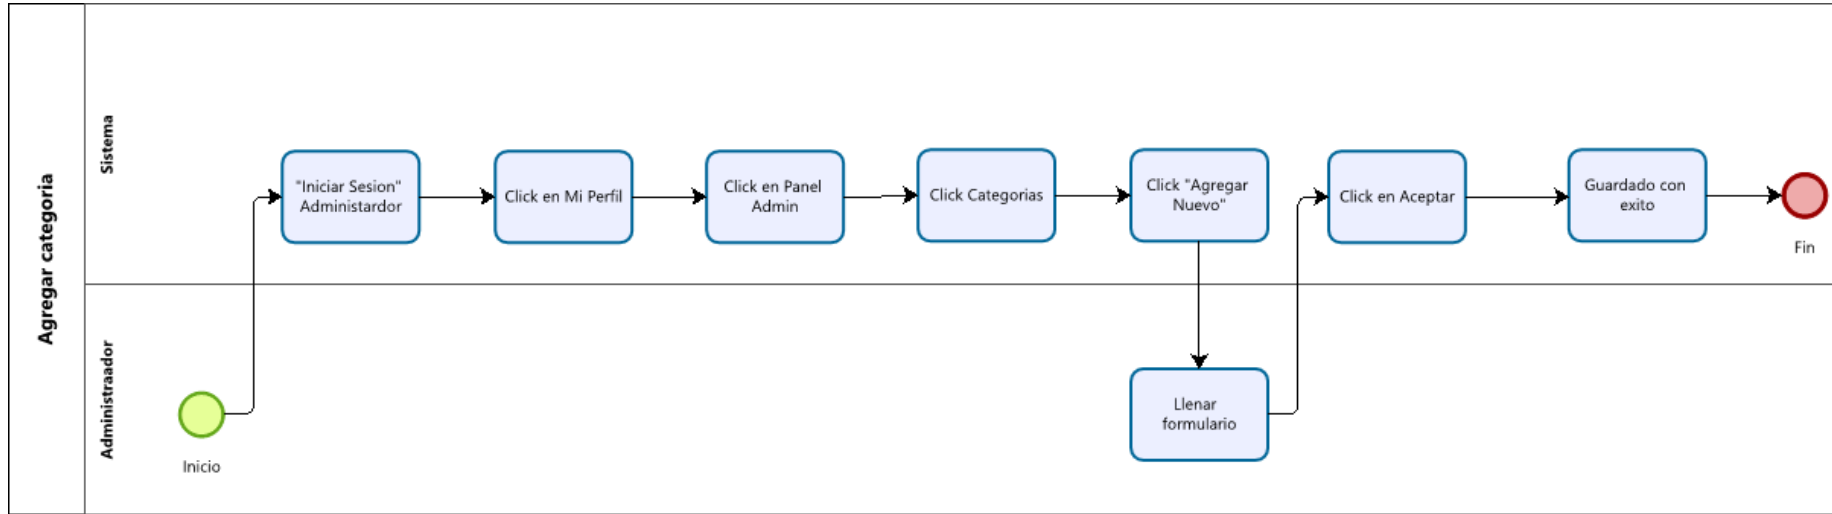 Agregar categoria
Sistema
"Iniciar Sesion"
Administardor
Click en Mi Perfil
Click en Panel
Admin
Click Categorias
Click "Agregar
Nuevo"
Click en Aceptar
Guardado con
exito
Fin
Administraador
Inicio
Llenar
formulario